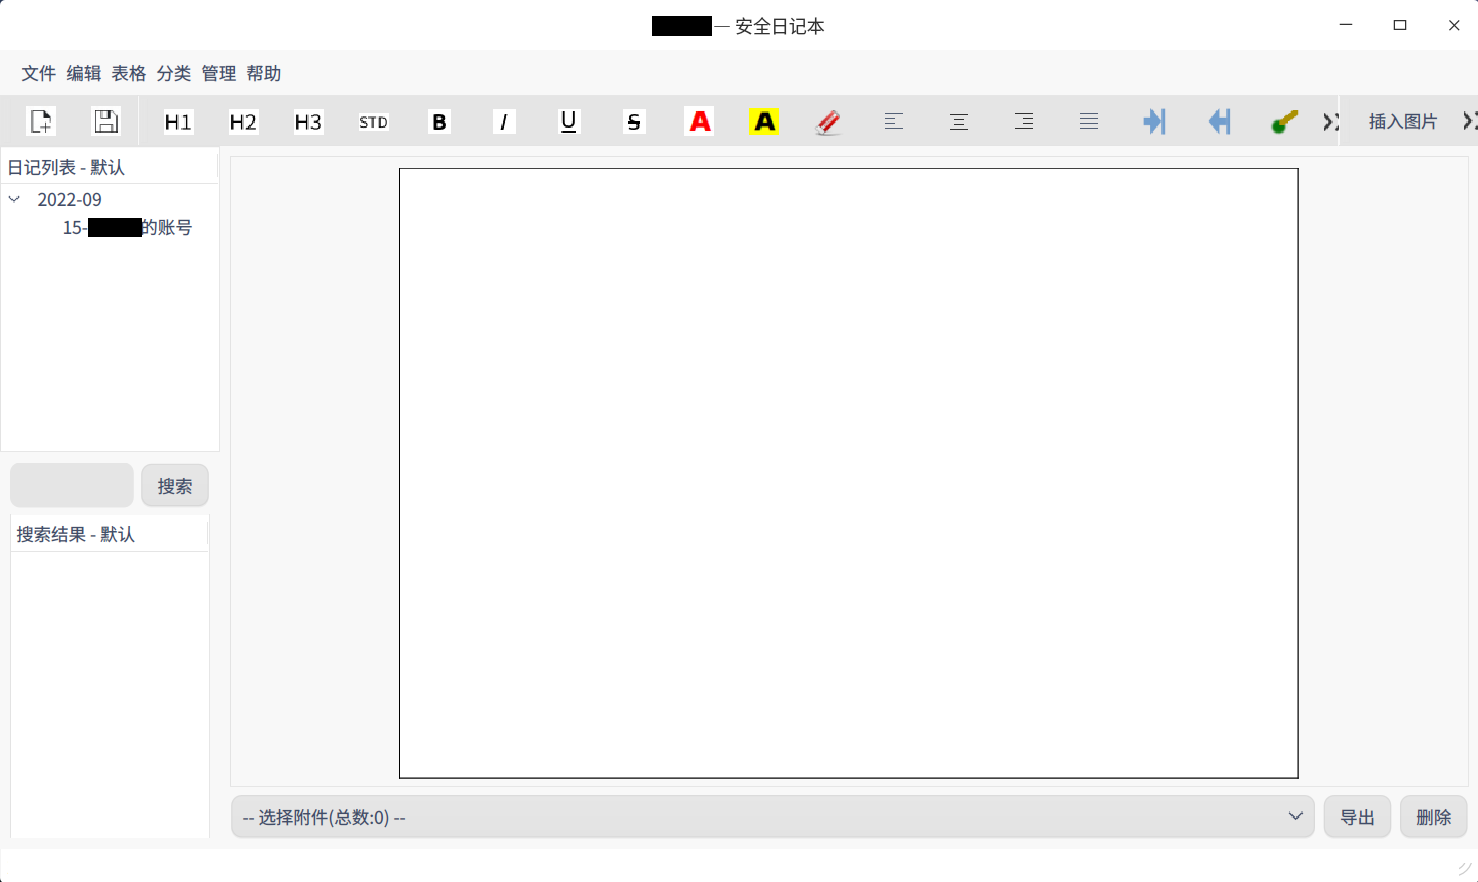 — 安全日记本
文件 编辑 表格 分类 管理 帮助
H1 H2 H3 STD B I U S A A 插入图片
日记列表 - 默认
2022-09
15-的账号
搜索
搜索结果 - 默认
-- 选择附件(总数:0) -- 导出 删除